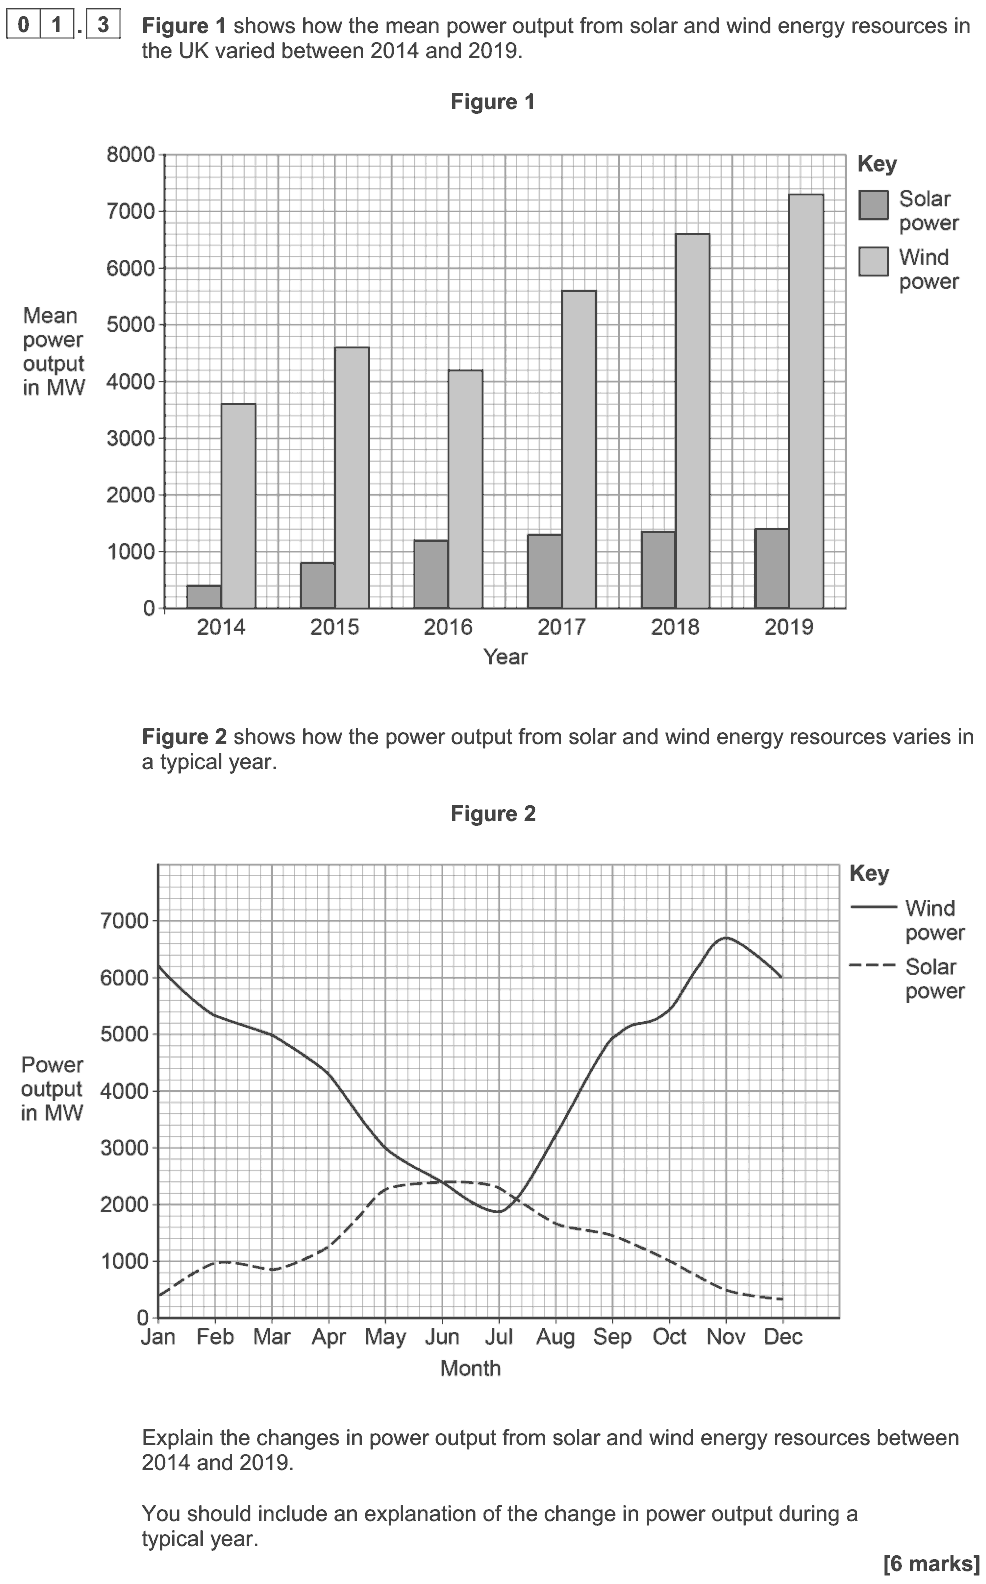 0 1 . 3 Figure 1 shows how the mean power output from solar and wind energy resources in
the UK varied between 2014 and 2019.
Figure 1
8000
7000
6000
5000
4000
3000
2000
1000
0
Mean
power
output
in MW
Key
Solar
power
Wind
power
2014 2015 2016 2017 2018 2019
Year
Figure 2 shows how the power output from solar and wind energy resources varies in
a typical year.
Figure 2
7000
6000
5000
4000
3000
2000
1000
0
Power
output
in MW
Key
Wind
power
Solar
power
Jan Feb Mar Apr May Jun Jul Aug Sep Oct Nov Dec
Month
Explain the changes in power output from solar and wind energy resources between
2014 and 2019.
You should include an explanation of the change in power output during a
typical year.
[6 marks]